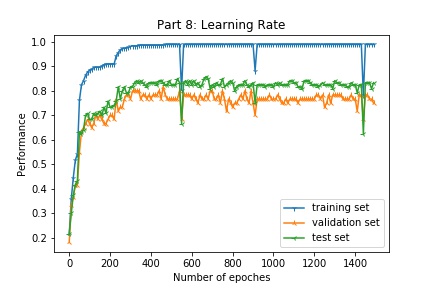 Part 8: Learning Rate
1.0
0.9
0.8
0.7
0.6
0.5
0.4
0.3
0.2
Performance
training set
validation set
test set
0
200
400
600
800
1000
1200
1400
Number of epoches